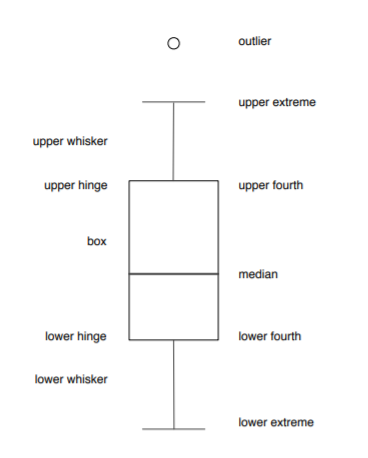 outlier
upper extreme
upper whisker
upper hinge
upper fourth
box
median
lower hinge
lower fourth
lower whisker
lower extreme